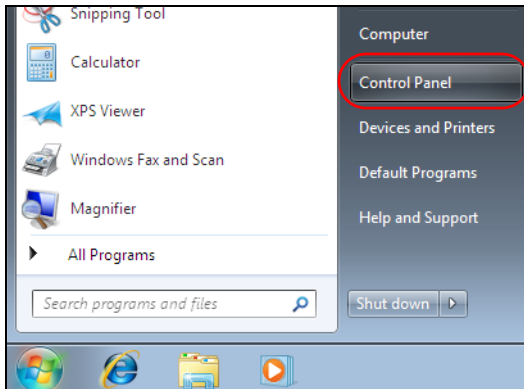 Snipping Tool
Calculator
XPS Viewer
Windows Fax and Scan
Magnifier
All Programs
Search programs and files
Computer
Control Panel
Devices and Printers
Default Programs
Help and Support
Shut down